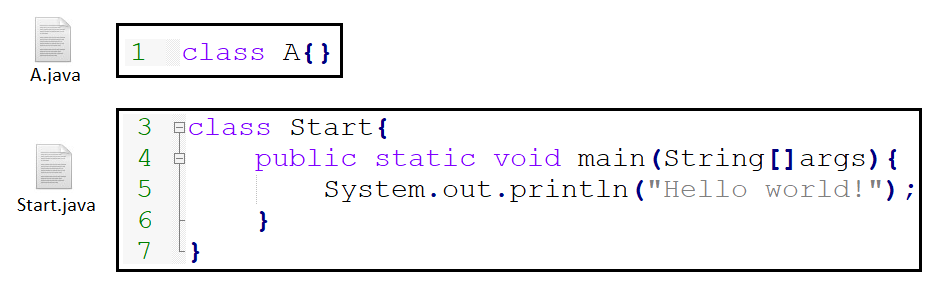 A.java
1 class A{}
Start.java
3 class Start{
4 public static void main(String[]args){
5 System.out.println("Hello world!");
6 }
7 }